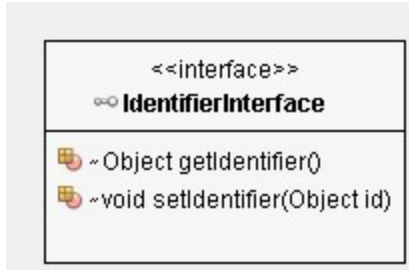 <<interface>>
IdentifierInterface
~Object getIdentifier()
~void setIdentifier(Object id)